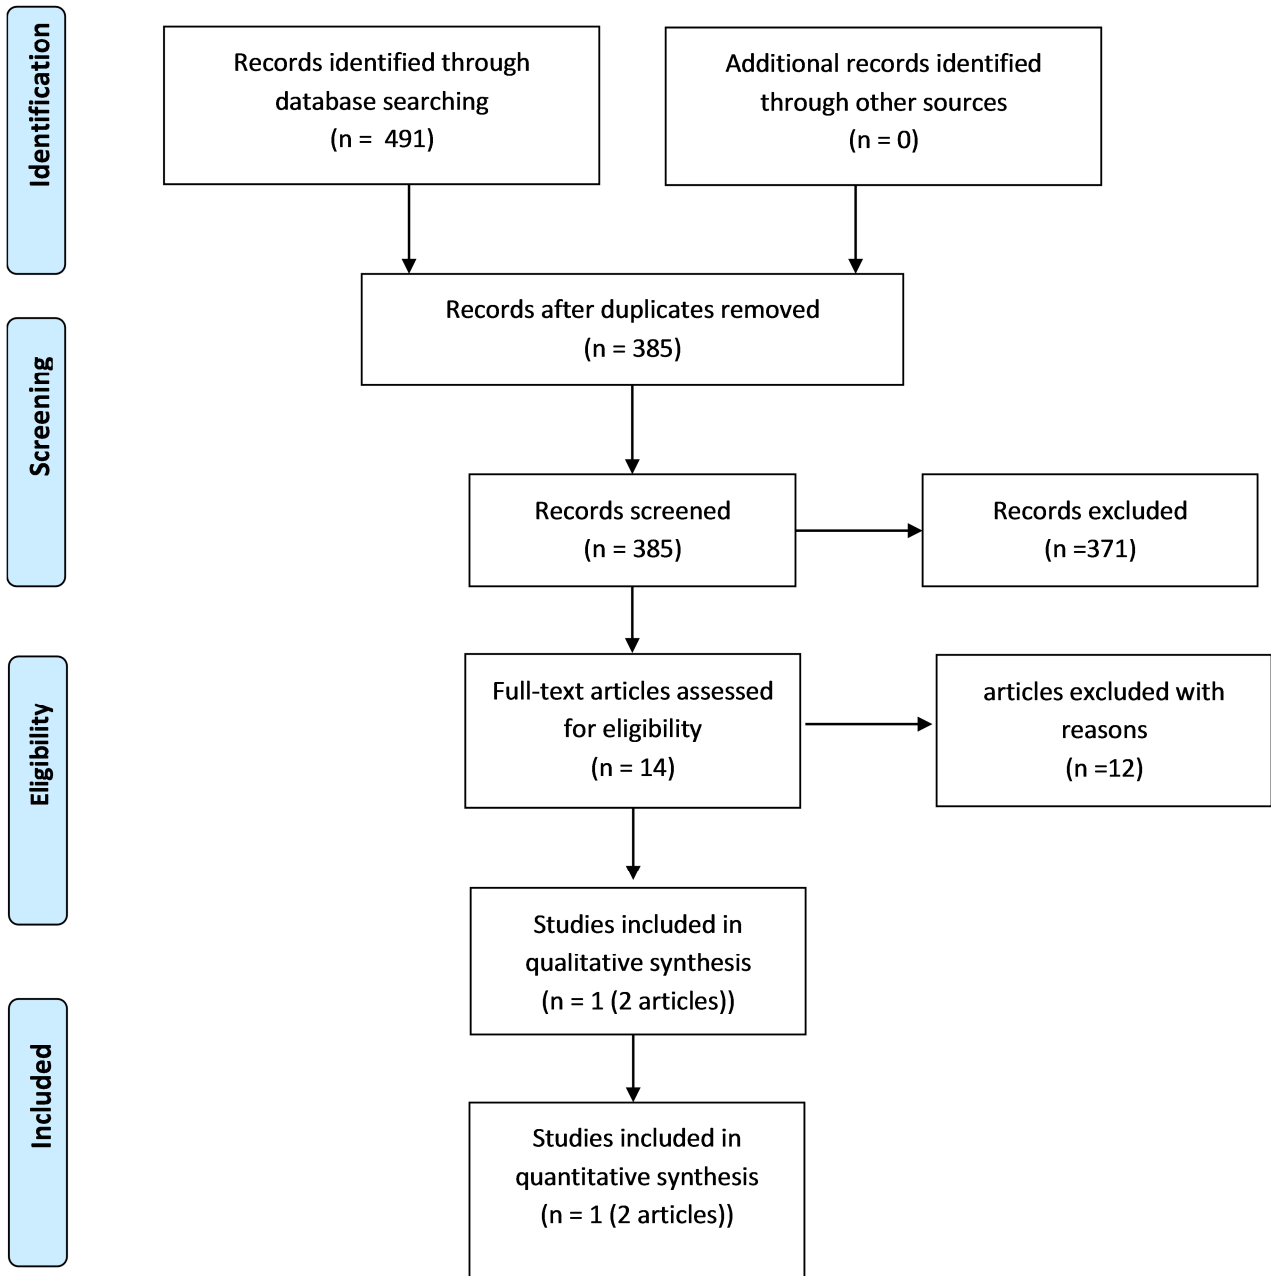 Identification
Records identified through
database searching
(n =  491)
Additional records identified
through other sources
(n = 0)
Records after duplicates removed
(n = 385)
Screening
Records screened
(n = 385)
Records excluded
(n =371)
Eligibility
Full-text articles assessed
for eligibility
(n = 14)
articles excluded with
reasons
(n =12)
Studies included in
qualitative synthesis
(n = 1 (2 articles))
Included
Studies included in
quantitative synthesis
(n = 1 (2 articles))